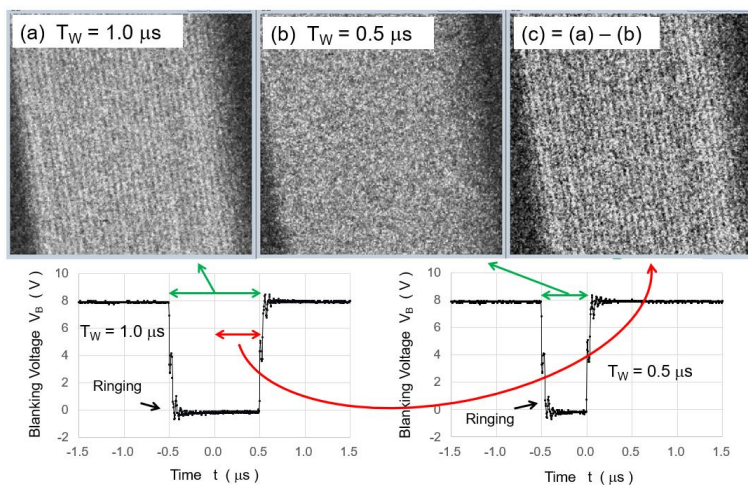 (a) T_W = 1.0 μs
(b) T_W = 0.5 μs
(c) = (a) – (b)
Blanking Voltage V_B ( V )
10
8
6
4
2
0
-2
T_W = 1.0 μs
Ringing
-1.5 -1.0 -0.5 0.0 0.5 1.0 1.5
Time t ( μs )
Blanking Voltage V_B ( V )
10
8
6
4
2
0
-2
T_W = 0.5 μs
Ringing
-1.5 -1.0 -0.5 0.0 0.5 1.0 1.5
Time t ( μs )